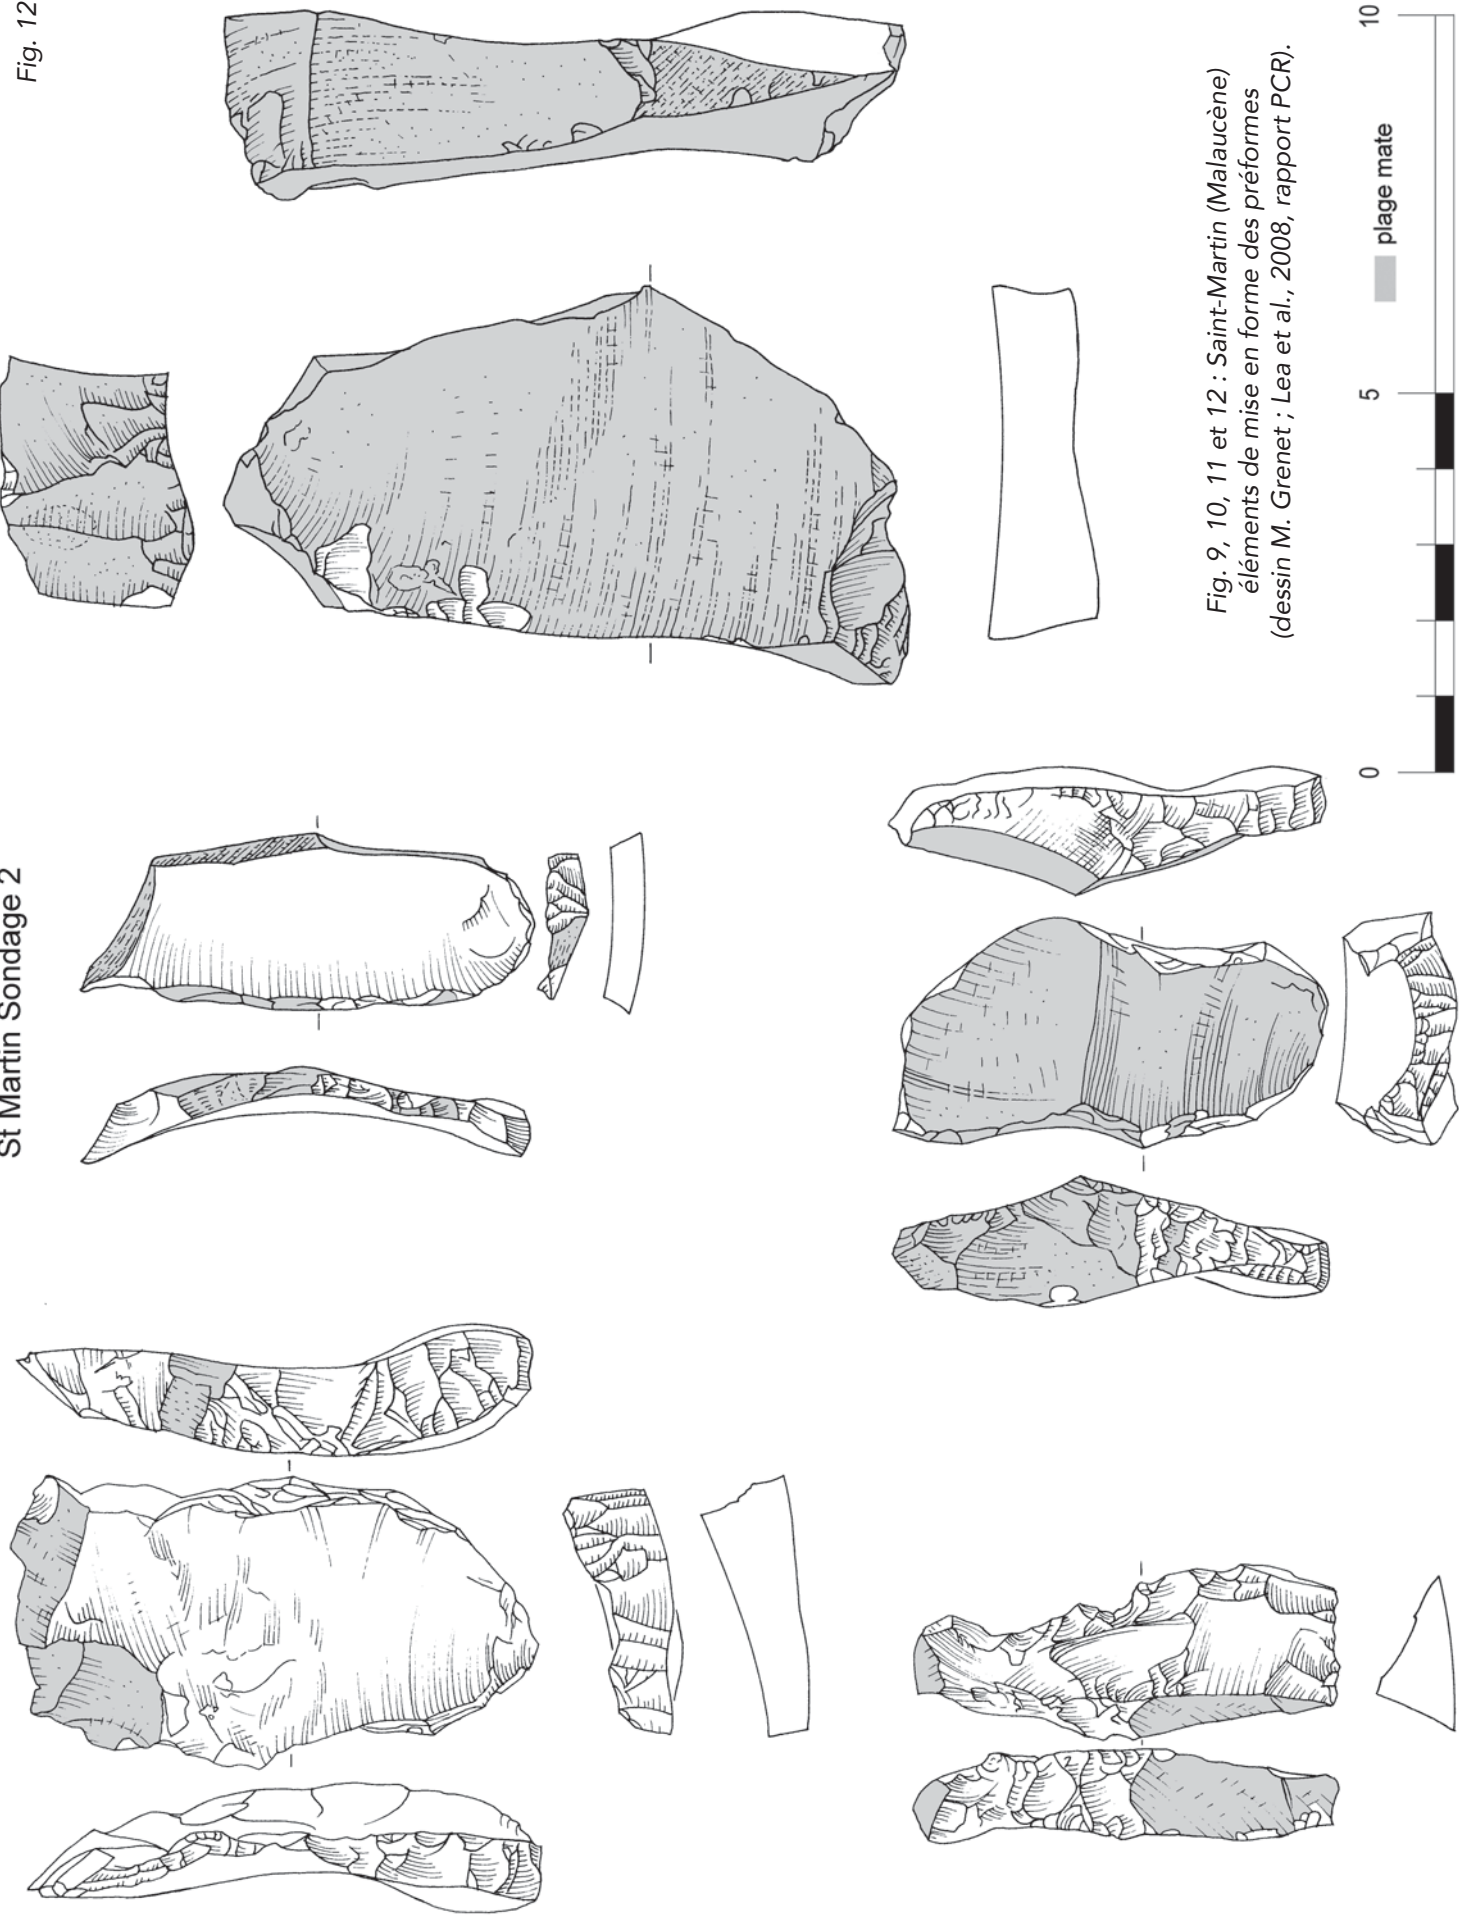 Fig. 12
St Martin Sondage 2
Fig. 9, 10, 11 et 12 : Saint-Martin (Malaucène)
éléments de mise en forme des préformes
(dessin M. Grenet ; Lea et al., 2008, rapport PCR).
plage mate
0 5 10